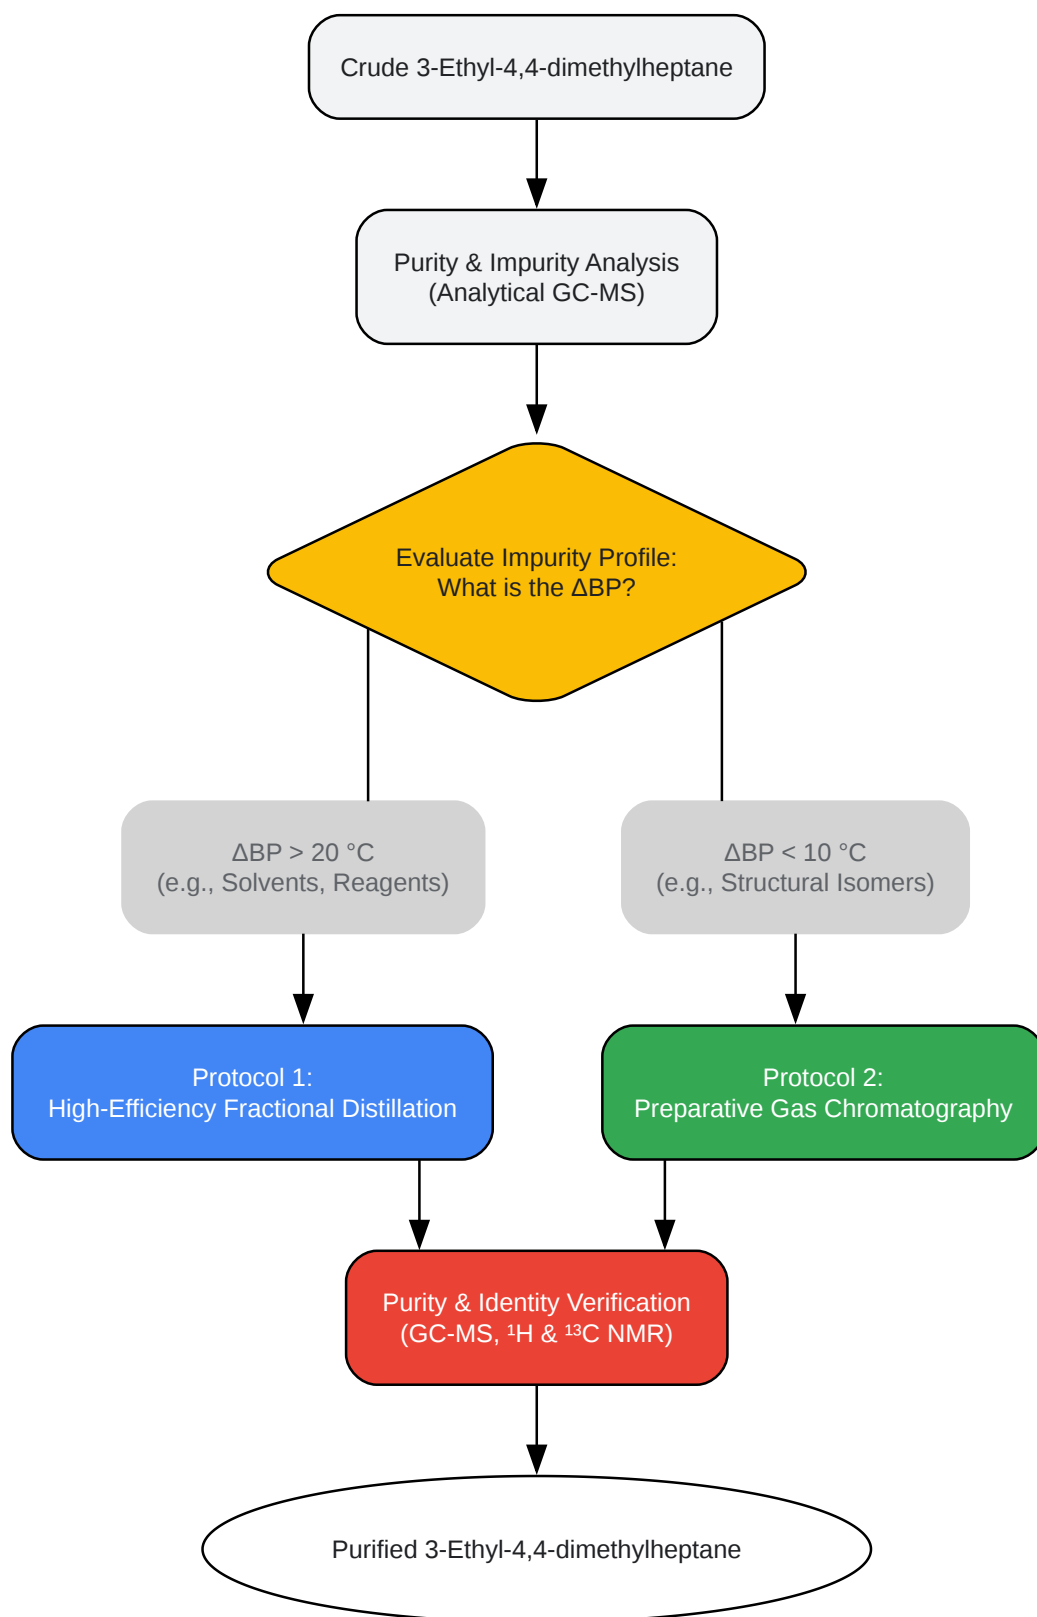 Crude 3-Ethyl-4,4-dimethylheptane
Purity & Impurity Analysis
(Analytical GC-MS)
Evaluate Impurity Profile:
What is the ΔBP?
ΔBP > 20 °C
(e.g., Solvents, Reagents)
ΔBP < 10 °C
(e.g., Structural Isomers)
Protocol 1:
High-Efficiency Fractional Distillation
Protocol 2:
Preparative Gas Chromatography
Purity & Identity Verification
(GC-MS, ¹H & ¹³C NMR)
Purified 3-Ethyl-4,4-dimethylheptane